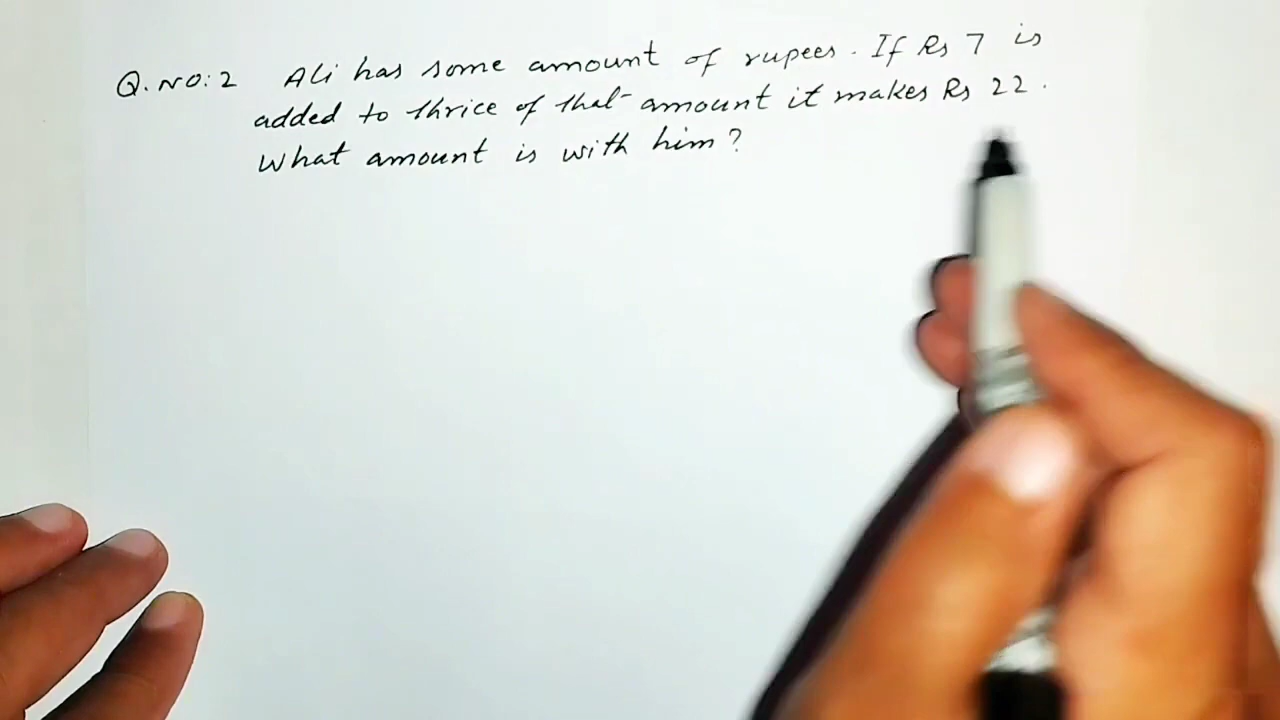 Q.NO:2 Ali has some amount of rupees. If Rs 7 is
added to thrice of that amount it makes Rs 22.
What amount is with him?